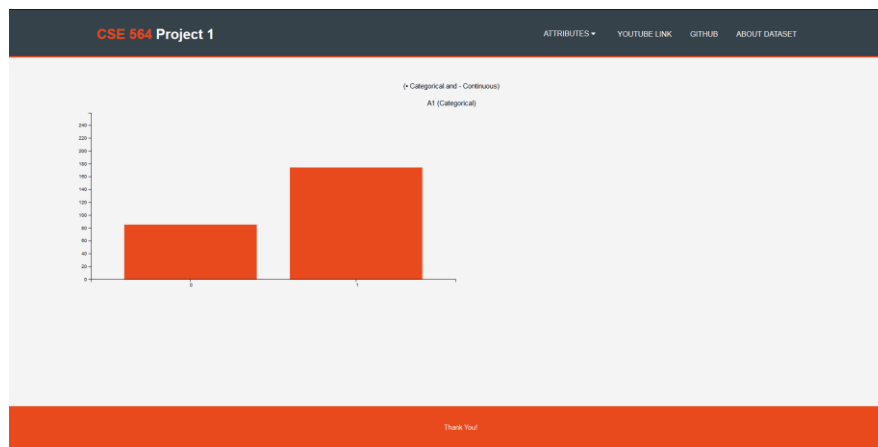 CSE 564 Project 1
ATTRIBUTES
YOUTUBE LINK
GITHUB
ABOUT DATASET
(• Categorical and - Continuous)
A1 (Categorical)
240
220
200
180
160
140
120
100
80
60
40
20
0
0
1
Thank You!